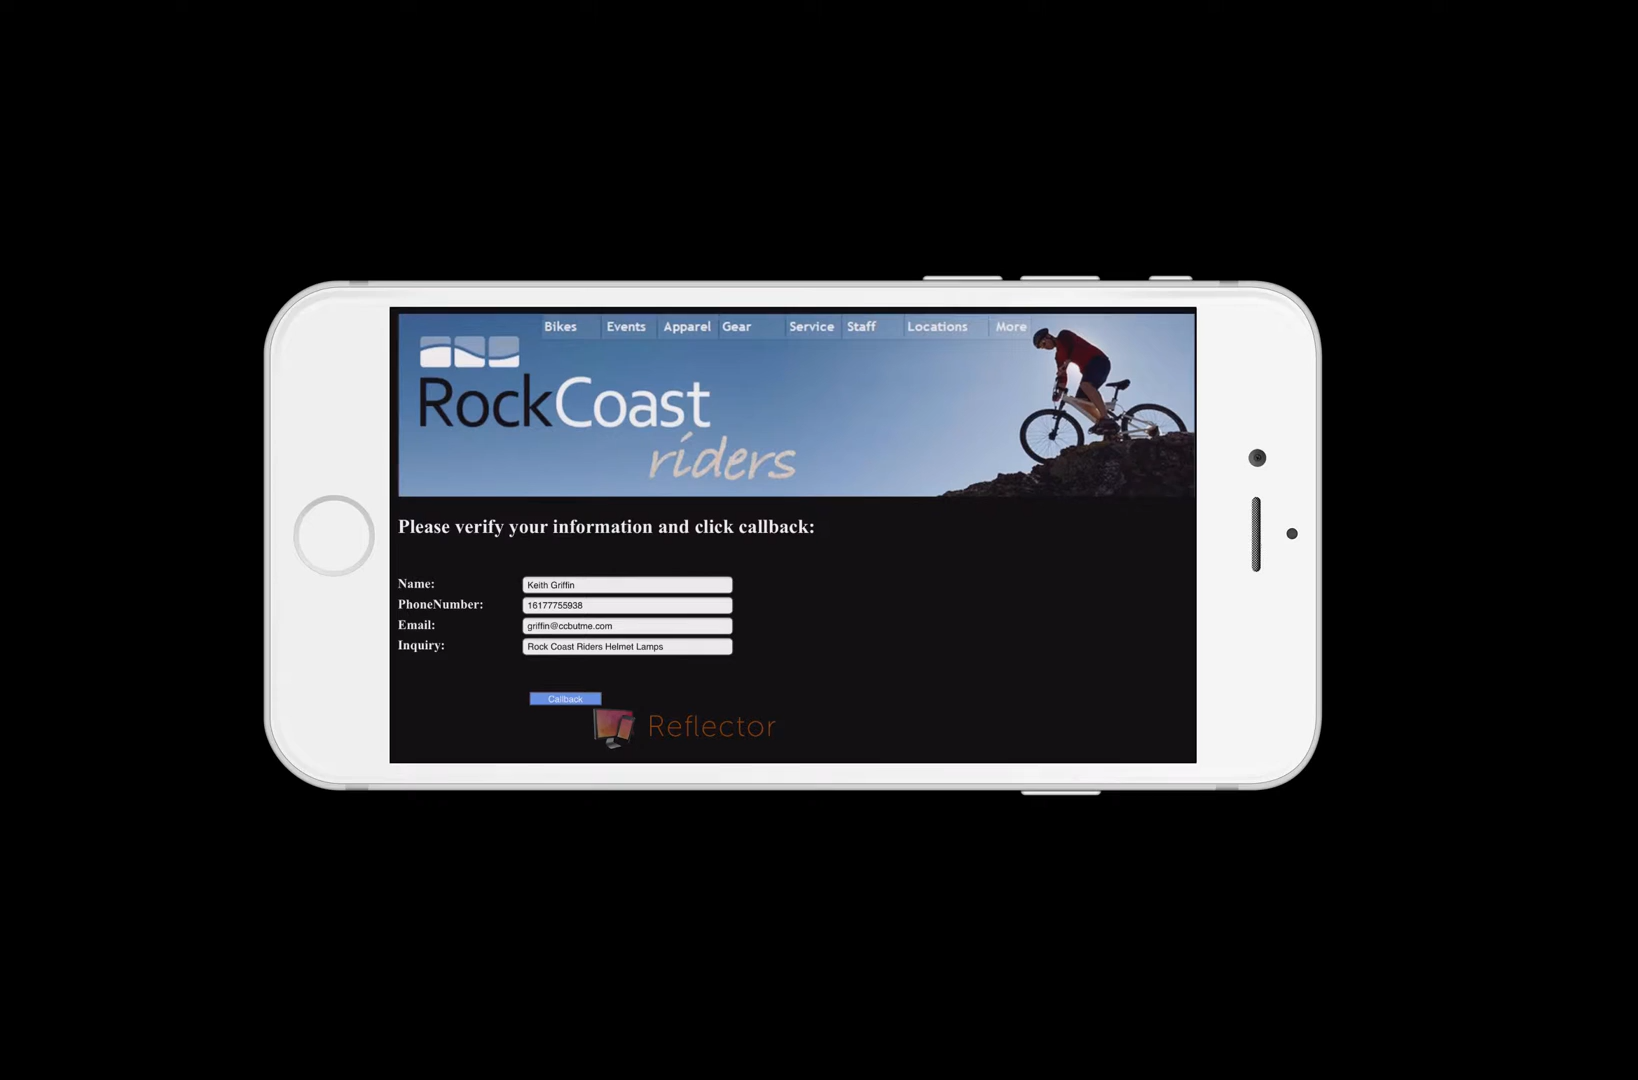 Bikes Events Apparel Gear Service Staff Locations More
RockCoast
riders
Please verify your information and click callback:
Name: Keith Griffin
PhoneNumber: 16177755938
Email: griffin@ccbutme.com
Inquiry: Rock Coast Riders Helmet Lamps
Callback
Reflector